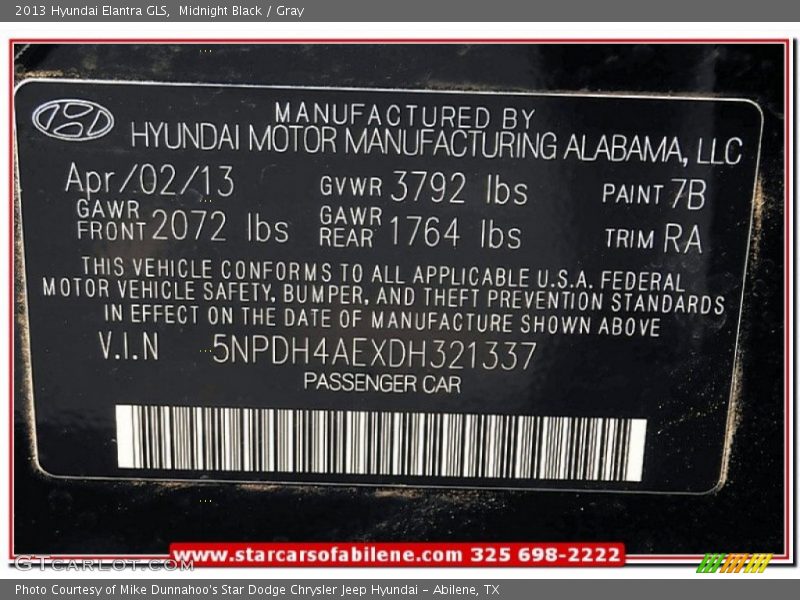 2013 Hyundai Elantra GLS, Midnight Black / Gray
MANUFACTURED BY
HYUNDAI MOTOR MANUFACTURING ALABAMA, LLC
Apr/02/13 GVWR 3792 lbs PAINT 7B
GAWR FRONT 2072 lbs GAWR REAR 1764 lbs TRIM RA
THIS VEHICLE CONFORMS TO ALL APPLICABLE U.S.A. FEDERAL
MOTOR VEHICLE SAFETY, BUMPER, AND THEFT PREVENTION STANDARDS
IN EFFECT ON THE DATE OF MANUFACTURE SHOWN ABOVE
V.I.N 5NPDH4AEXDH321337
PASSENGER CAR
www.starcarsofabilene.com 325 698-2222
GTCarLot.com
Photo Courtesy of Mike Dunnahoo's Star Dodge Chrysler Jeep Hyundai - Abilene, TX